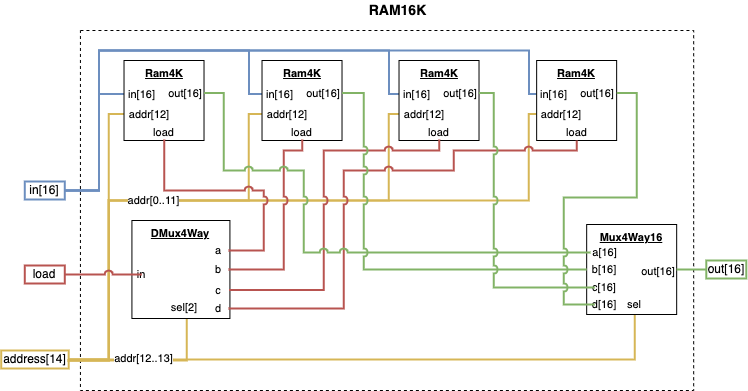 RAM16K
Ram4K Ram4K Ram4K Ram4K
in[16] out[16] in[16] out[16] in[16] out[16] in[16] out[16]
addr[12] addr[12] addr[12] addr[12]
load load load load
in[16]
addr[0..11]
DMux4Way
Mux4Way16
a
a[16]
b
b[16]
out[16]
out[16]
load
in
c
c[16]
sel[2]
d
d[16]
sel
address[14]
addr[12..13]